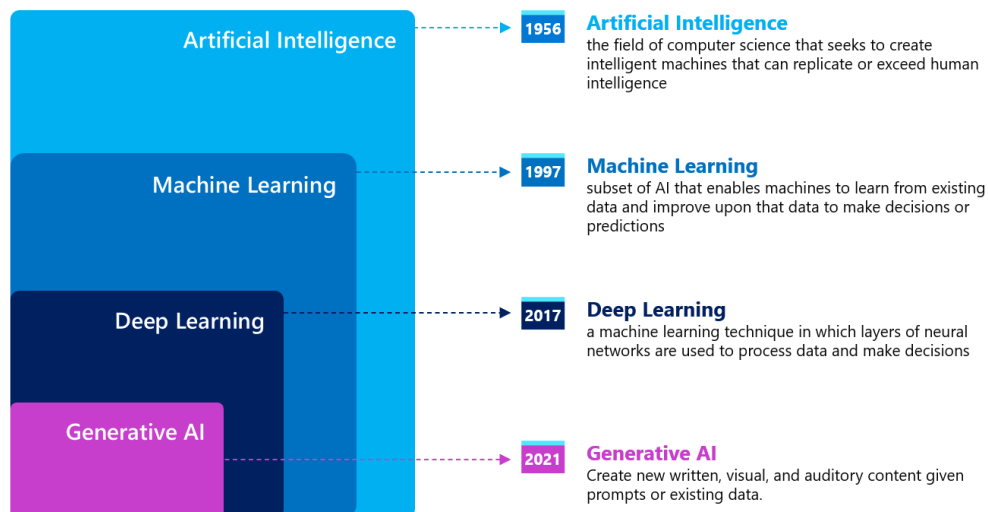 Artificial Intelligence
Machine Learning
Deep Learning
Generative AI
1956
Artificial Intelligence
the field of computer science that seeks to create
intelligent machines that can replicate or exceed human
intelligence
1997
Machine Learning
subset of AI that enables machines to learn from existing
data and improve upon that data to make decisions or
predictions
2017
Deep Learning
a machine learning technique in which layers of neural
networks are used to process data and make decisions
2021
Generative AI
Create new written, visual, and auditory content given
prompts or existing data.